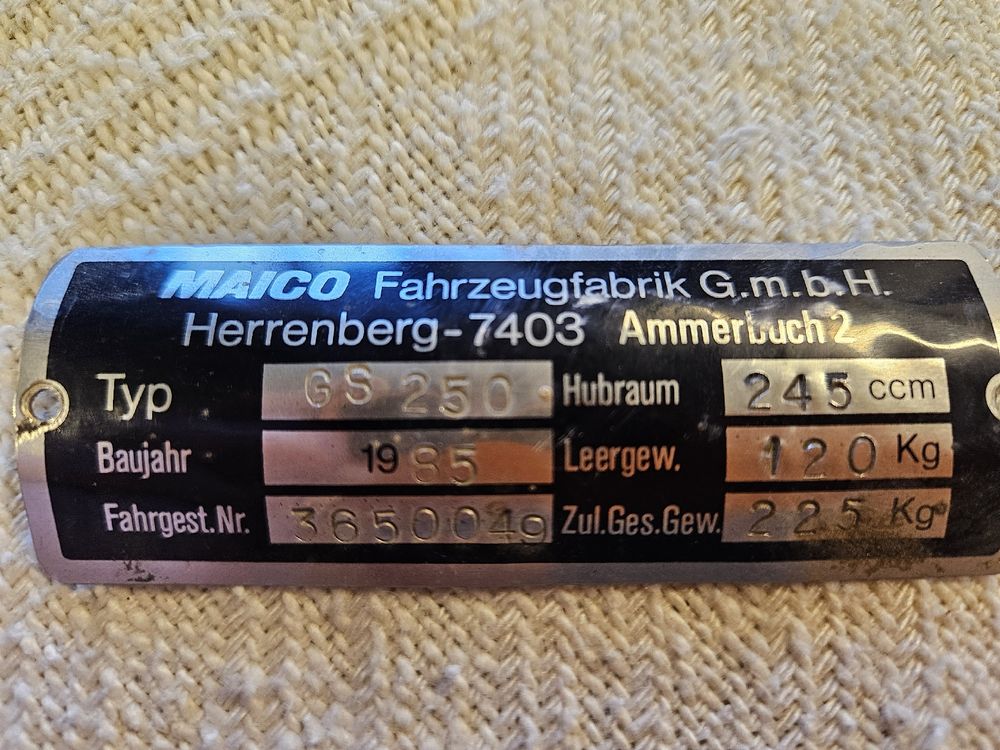 MAICO Fahrzeugfabrik G.m.b.H.
Herrenberg-7403 Ammerbuch 2
Typ GS 250 Hubraum 245 ccm
Baujahr 1985 Leergew. 120 Kg
Fahrgest.Nr. 3650049 Zul.Ges.Gew. 225 Kg